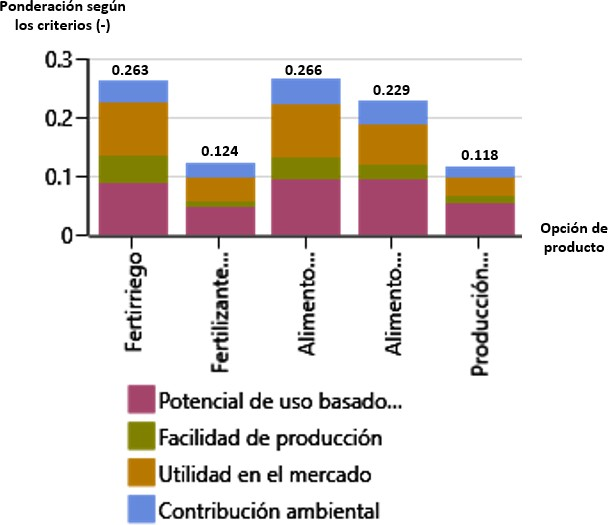 Ponderación según
los criterios (-)
0.3
0.2
0.1
0
0.263
0.124
0.266
0.229
0.118
Opción de
producto
Fertirriego
Fertilizante...
Alimento...
Alimento...
Producción...
Potencial de uso basado...
Facilidad de producción
Utilidad en el mercado
Contribución ambiental